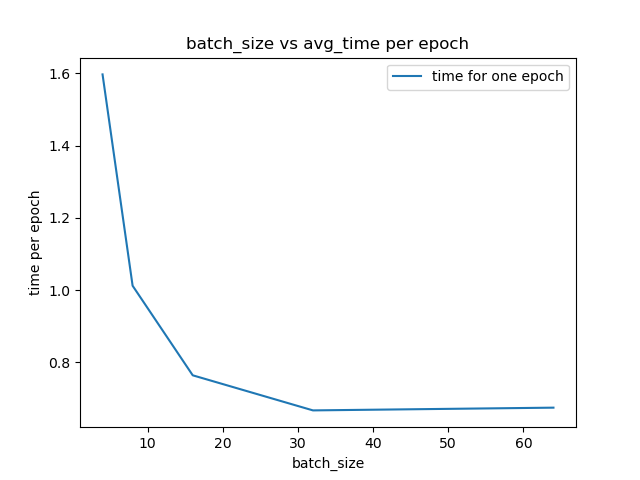 batch_size vs avg_time per epoch
time for one epoch
time per epoch
1.6
1.4
1.2
1.0
0.8
10 20 30 40 50 60
batch_size